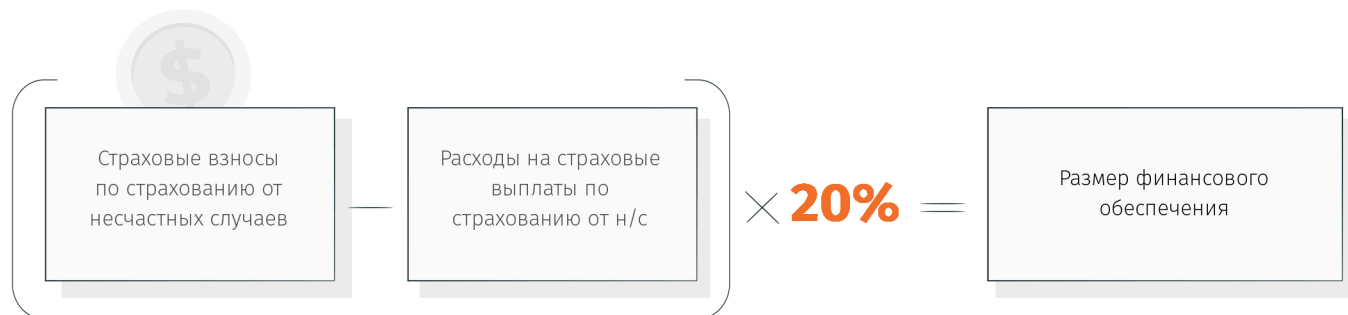 $
Страховые взносы
по страхованию от
несчастных случаев
—
Расходы на страховые
выплаты по
страхованию от н/с
× 20% =
Размер финансового
обеспечения